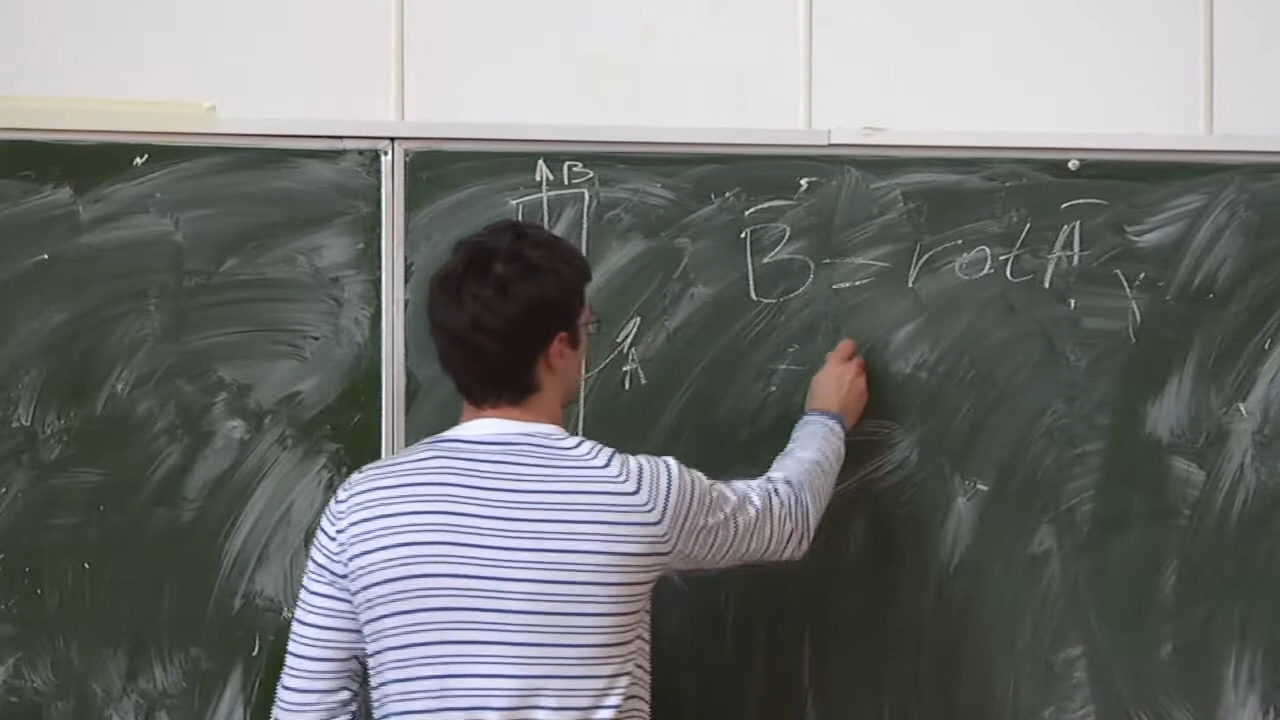 B
B̅ = rot A̅
A